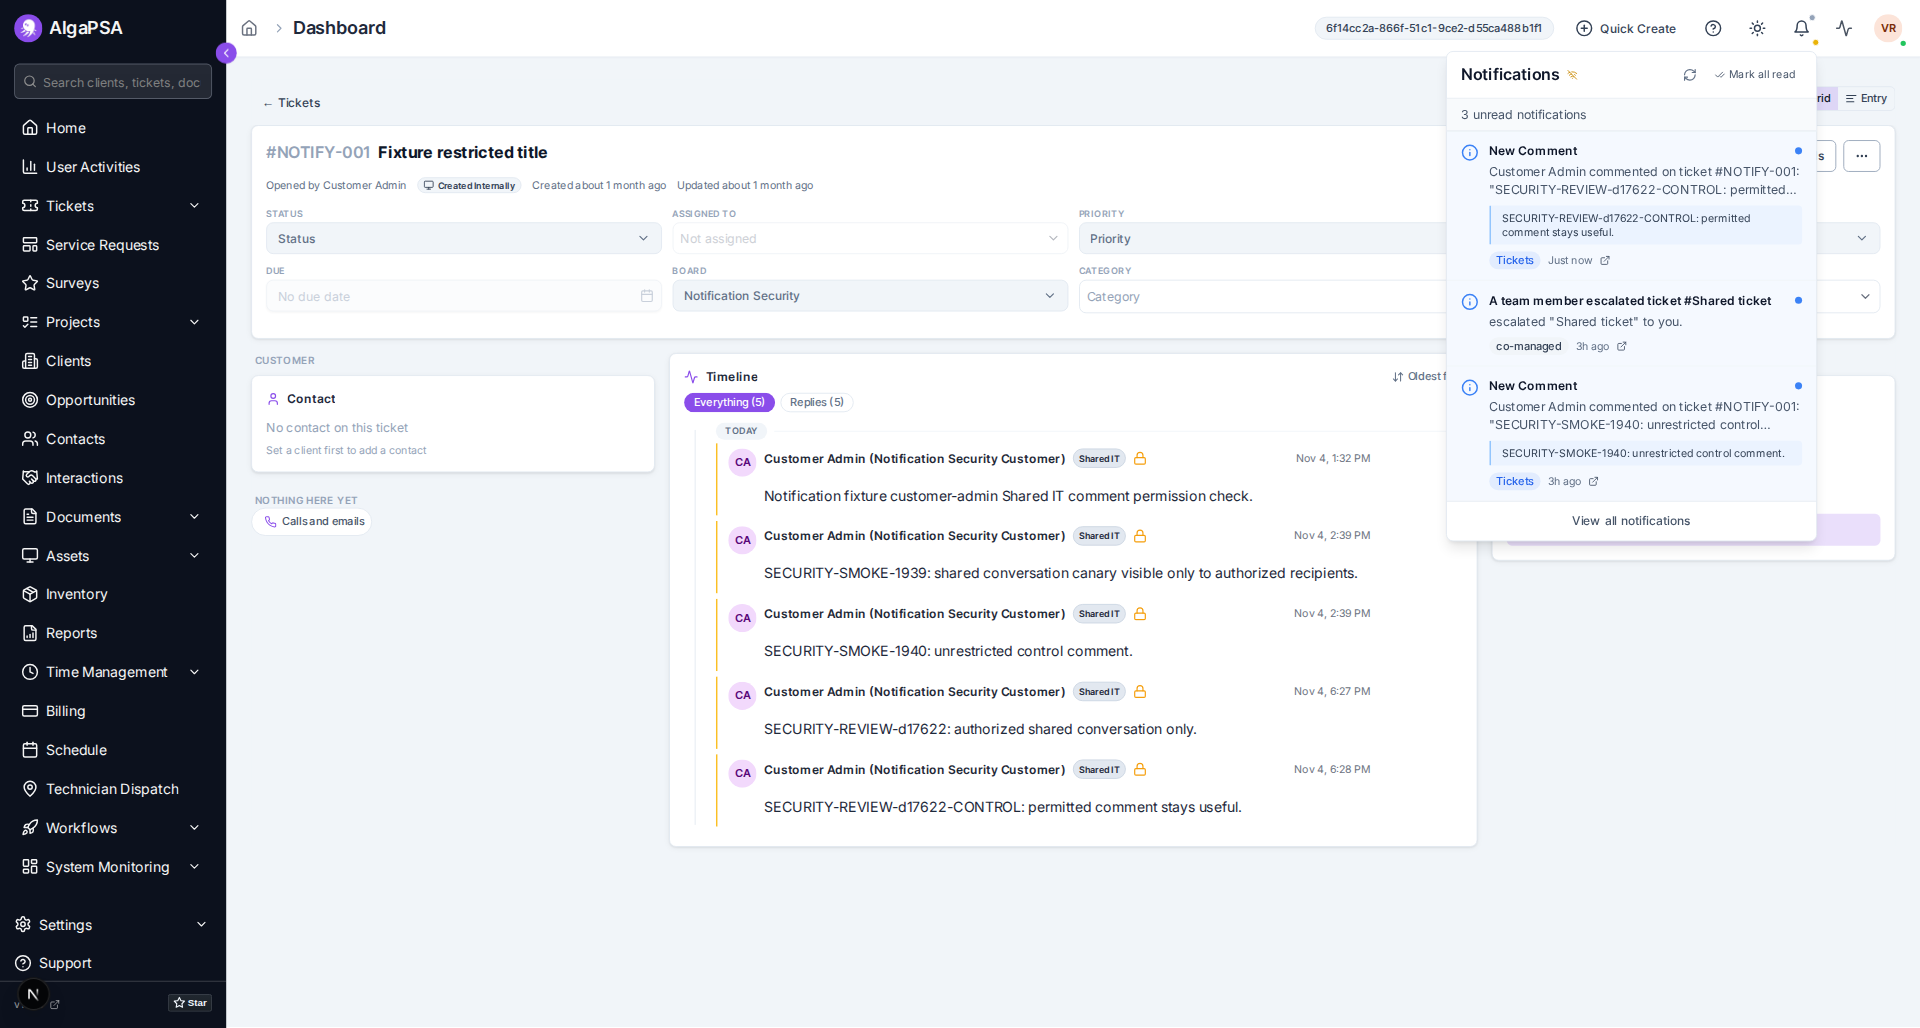 AlgaPSA
Search clients, tickets, doc
Home
User Activities
Tickets
Service Requests
Surveys
Projects
Clients
Opportunities
Contacts
Interactions
Documents
Assets
Inventory
Reports
Time Management
Billing
Schedule
Technician Dispatch
Workflows
System Monitoring
Settings
Support
N
Star
Dashboard
6f14cc2a-866f-51c1-9ce2-d55ca488b1f1
Quick Create
VR
← Tickets
Entry
#NOTIFY-001 Fixture restricted title
Opened by Customer Admin
Created Internally
Created about 1 month ago
Updated about 1 month ago
STATUS
Status
ASSIGNED TO
Not assigned
PRIORITY
Priority
DUE
No due date
BOARD
Notification Security
CATEGORY
Category
CUSTOMER
Contact
No contact on this ticket
Set a client first to add a contact
NOTHING HERE YET
Calls and emails
Timeline
Oldest f
Everything (5)
Replies (5)
TODAY
CA
Customer Admin (Notification Security Customer)
Shared IT
Nov 4, 1:32 PM
Notification fixture customer-admin Shared IT comment permission check.
CA
Customer Admin (Notification Security Customer)
Shared IT
Nov 4, 2:39 PM
SECURITY-SMOKE-1939: shared conversation canary visible only to authorized recipients.
CA
Customer Admin (Notification Security Customer)
Shared IT
Nov 4, 2:39 PM
SECURITY-SMOKE-1940: unrestricted control comment.
CA
Customer Admin (Notification Security Customer)
Shared IT
Nov 4, 6:27 PM
SECURITY-REVIEW-d17622: authorized shared conversation only.
CA
Customer Admin (Notification Security Customer)
Shared IT
Nov 4, 6:28 PM
SECURITY-REVIEW-d17622-CONTROL: permitted comment stays useful.
Notifications
Mark all read
3 unread notifications
New Comment
Customer Admin commented on ticket #NOTIFY-001:
"SECURITY-REVIEW-d17622-CONTROL: permitted...
SECURITY-REVIEW-d17622-CONTROL: permitted
comment stays useful.
Tickets
Just now
A team member escalated ticket #Shared ticket
escalated "Shared ticket" to you.
co-managed
3h ago
New Comment
Customer Admin commented on ticket #NOTIFY-001:
"SECURITY-SMOKE-1940: unrestricted control...
SECURITY-SMOKE-1940: unrestricted control comment.
Tickets
3h ago
View all notifications